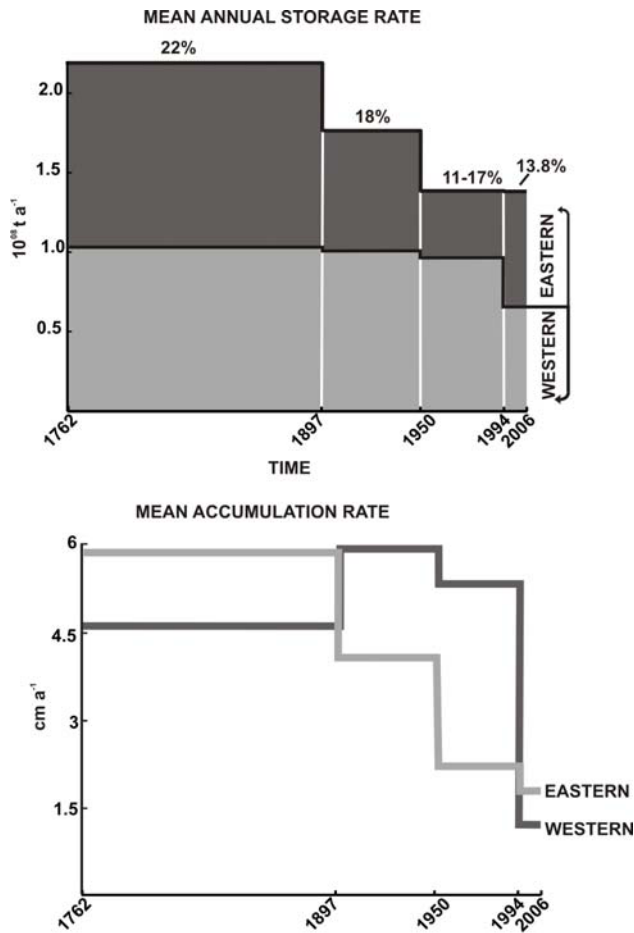 MEAN ANNUAL STORAGE RATE
22%
2.0
18%
1.5
11-17%
13.8%
10⁰⁸ t a⁻¹
1.0
EASTERN
0.5
WESTERN
1762
1897
1950
1994
2006
TIME
MEAN ACCUMULATION RATE
6
4.5
cm a⁻¹
3
1.5
EASTERN
WESTERN
1762
1897
1950
1994
2006